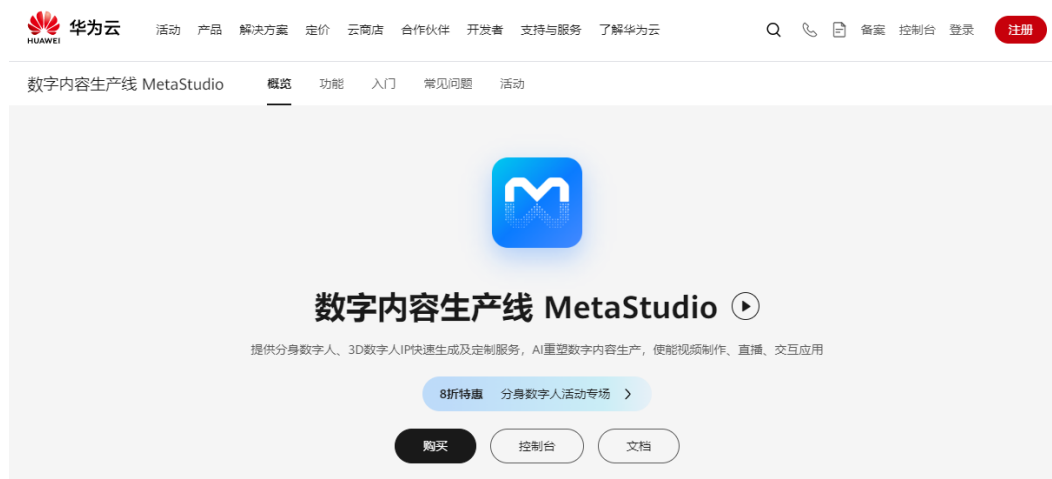 HUAWEI 华为云 活动 产品 解决方案 定价 云商店 合作伙伴 开发者 支持与服务 了解华为云 备案 控制台 登录 注册
数字内容生产线 MetaStudio 概览 功能 入门 常见问题 活动
数字内容生产线 MetaStudio
提供分身数字人、3D数字人IP快速生成及定制服务，AI重塑数字内容生产，使能视频制作、直播、交互应用
8折特惠 分身数字人活动专场
购买 控制台 文档